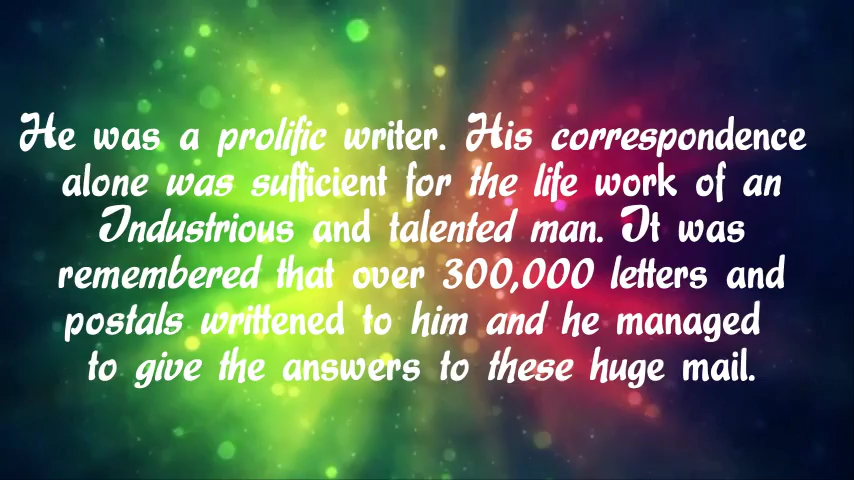 He was a prolific writer. His correspondence
alone was sufficient for the life work of an
Industrious and talented man. It was
remembered that over 300,000 letters and
postals writtened to him and he managed
to give the answers to these huge mail.